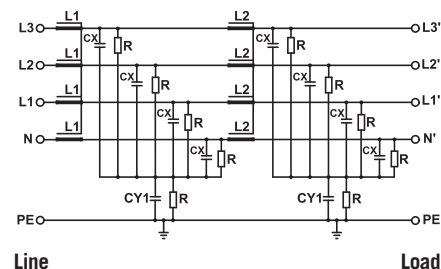 L1 L2
L3 L3'
CX R CX R
L1 L2
L2 L2'
CX R CX R
L1 L2
L1 L1'
CX R CX R
L1 L2
N N'
CX R CX R
CY1 R CY1 R
PE PE
Line Load